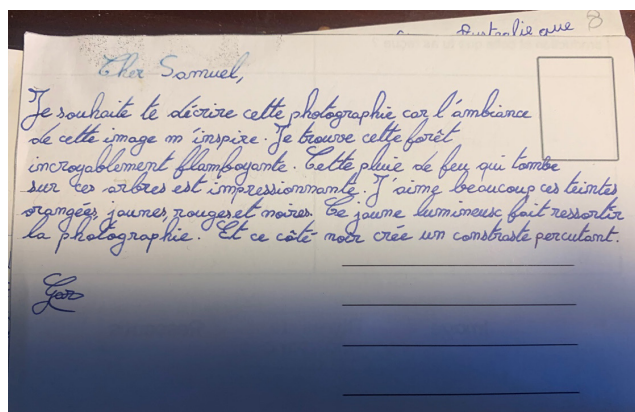 Australie que 8
Cher Samuel,
Je souhaite te décrire cette photographie car l'ambiance
de cette image m'inspire. Je trouve cette forêt
incroyablement flamboyante. Cette pluie de feu qui tombe
sur ces arbres est impressionnante. J'aime beaucoup ces teintes
orangées, jaunes, rouges et noires. Ce jaune lumineux fait ressortir
la photographie. Et ce côté noir crée un constraste percutant.